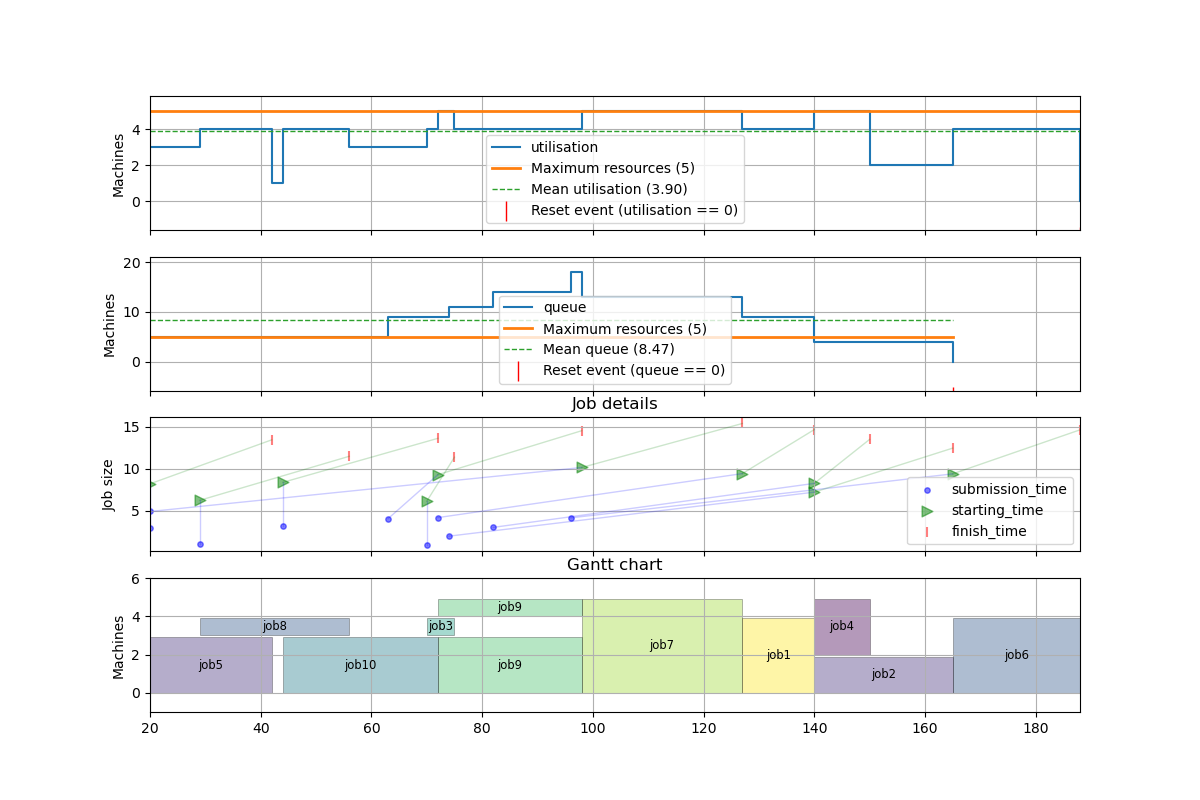 4
2
0
Machines
utilisation
Maximum resources (5)
Mean utilisation (3.90)
Reset event (utilisation == 0)
20
10
0
Machines
queue
Maximum resources (5)
Mean queue (8.47)
Reset event (queue == 0)
Job details
15
10
5
Job size
submission_time
starting_time
finish_time
Gantt chart
6
4
2
0
Machines
job9
job8
job3
job7
job4
job5
job10
job9
job1
job2
job6
20 40 60 80 100 120 140 160 180